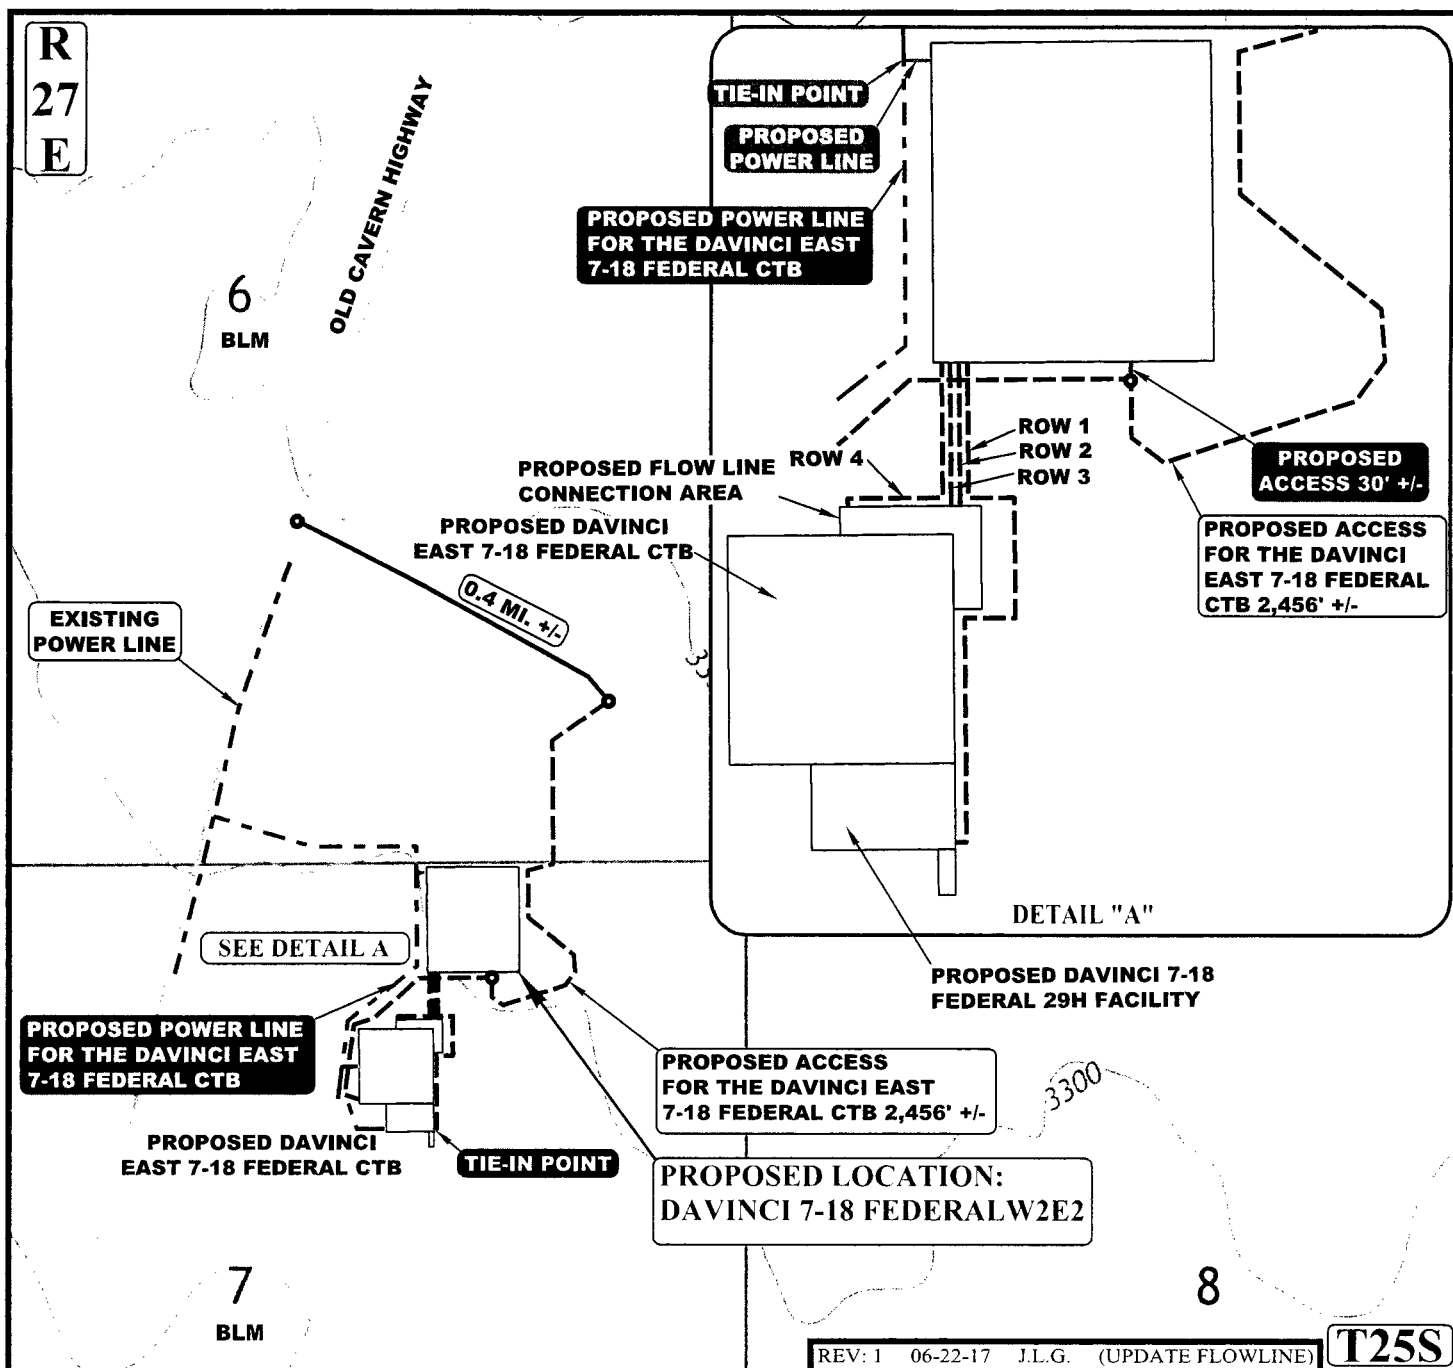 R
27
E
OLD CAVERN HIGHWAY
6
BLM
TIE-IN POINT
PROPOSED
POWER LINE
PROPOSED POWER LINE
FOR THE DAVINCI EAST
7-18 FEDERAL CTB
ROW 1
ROW 2
ROW 3
ROW 4
PROPOSED FLOW LINE
CONNECTION AREA
PROPOSED DAVINCI
EAST 7-18 FEDERAL CTB
PROPOSED
ACCESS 30' +/-
PROPOSED ACCESS
FOR THE DAVINCI
EAST 7-18 FEDERAL
CTB 2,456' +/-
DETAIL "A"
PROPOSED DAVINCI 7-18
FEDERAL 29H FACILITY
0.4 MI. +/-
EXISTING
POWER LINE
SEE DETAIL A
PROPOSED POWER LINE
FOR THE DAVINCI EAST
7-18 FEDERAL CTB
PROPOSED ACCESS
FOR THE DAVINCI EAST
7-18 FEDERAL CTB 2,456' +/-
3300
PROPOSED DAVINCI
EAST 7-18 FEDERAL CTB
TIE-IN POINT
PROPOSED LOCATION:
DAVINCI 7-18 FEDERALW2E2
7
BLM
8
REV: 1 06-22-17 J.L.G. (UPDATE FLOWLINE)
T25S